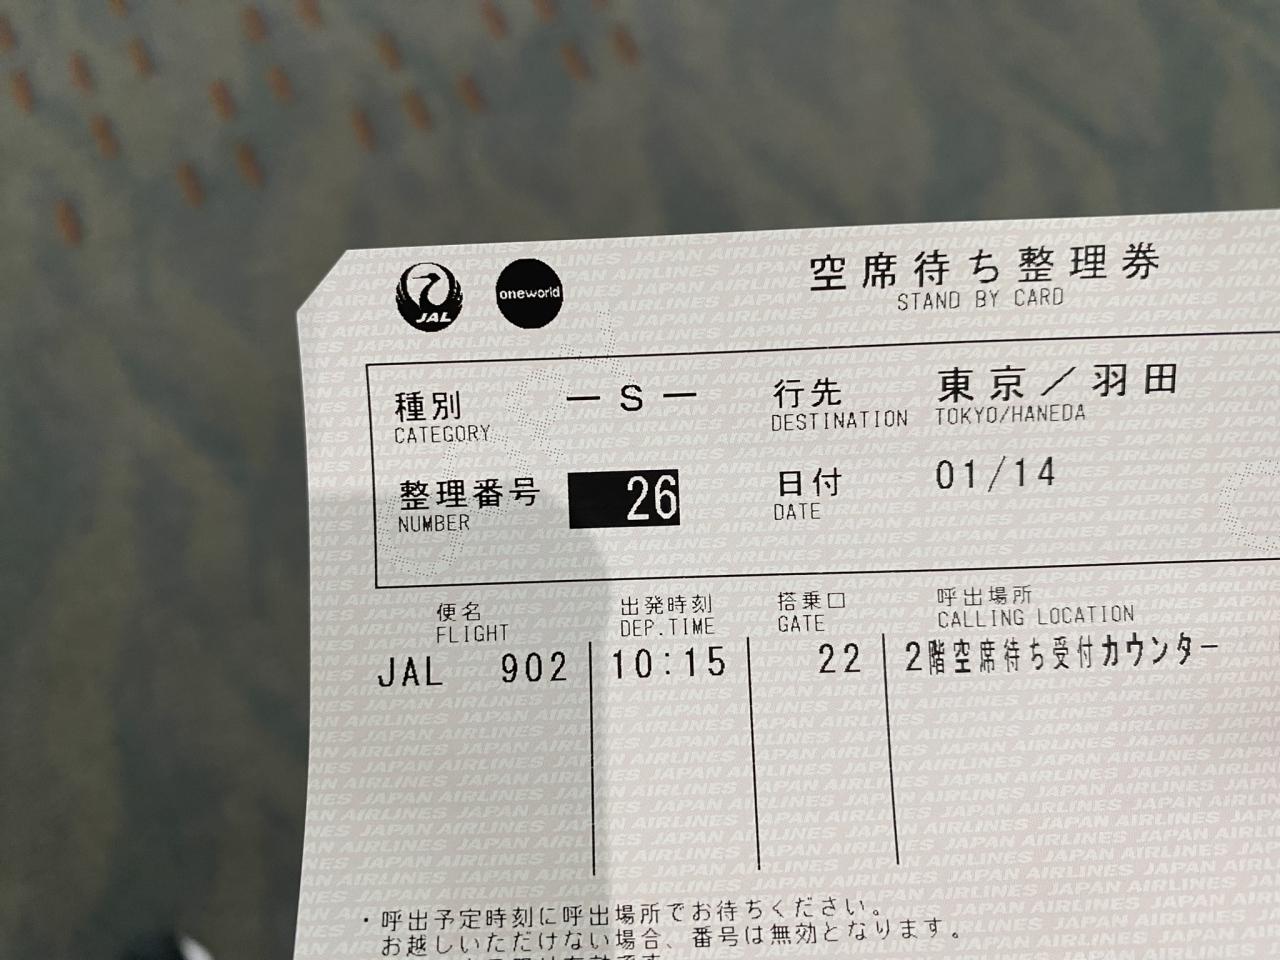 JAL
oneworld
空席待ち整理券
STAND BY CARD
種別 －S－ 行先 東京／羽田
CATEGORY DESTINATION TOKYO/HANEDA
整理番号 26 日付 01/14
NUMBER DATE
便名 出発時刻 搭乗口 呼出場所
FLIGHT DEP.TIME GATE CALLING LOCATION
JAL 902 10:15 22 2階空席待ち受付カウンター
・呼出予定時刻に呼出場所でお待ちください。
お越しいただけない場合、番号は無効となります。